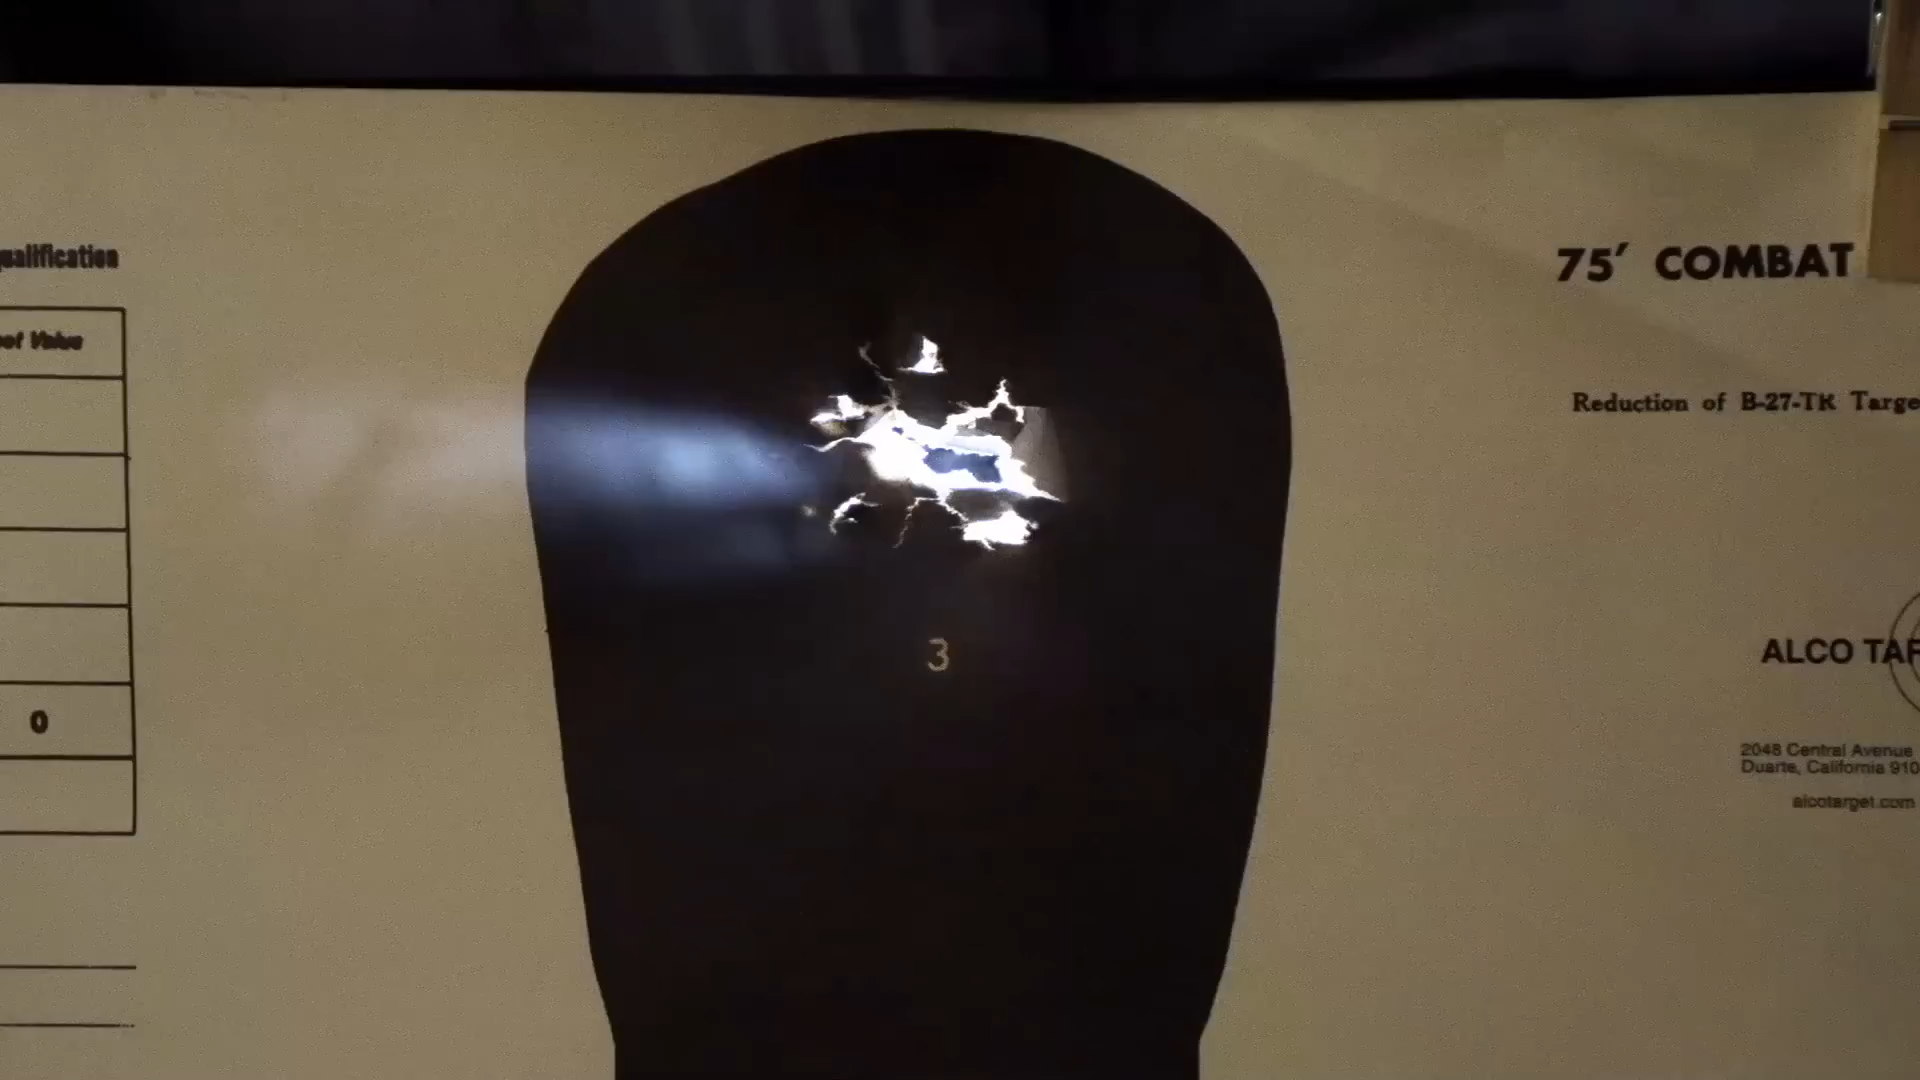 ualification
of Value
0
3
75' COMBAT
Reduction of B-27-TK Targe
ALCO TAR
2048 Central Avenue
Duarte, California 910
alcotarget.com